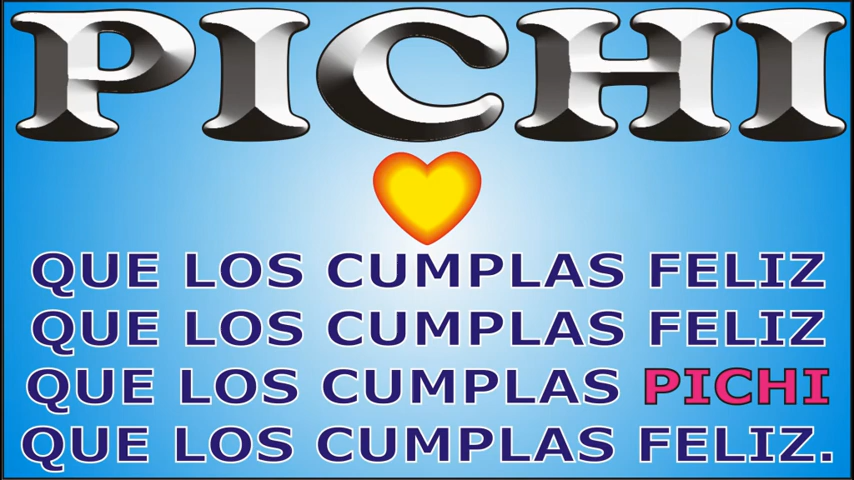 PICHI
QUE LOS CUMPLAS FELIZ
QUE LOS CUMPLAS FELIZ
QUE LOS CUMPLAS PICHI
QUE LOS CUMPLAS FELIZ.